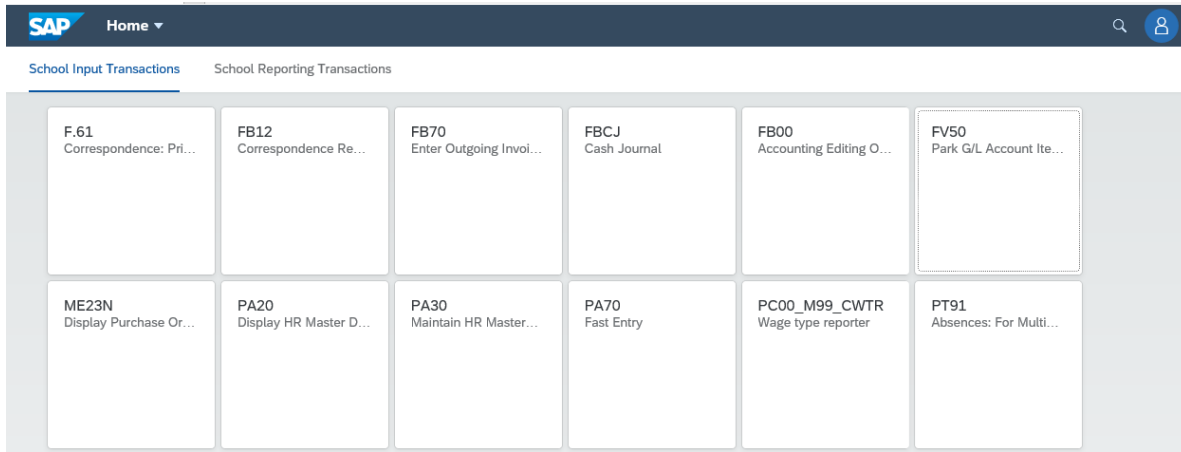 SAP Home
School Input Transactions School Reporting Transactions
F.61 FB12 FB70 FBCJ FB00 FV50
Correspondence: Pri... Correspondence Re... Enter Outgoing Invoi... Cash Journal Accounting Editing O... Park G/L Account Ite...
ME23N PA20 PA30 PA70 PC00_M99_CWTR PT91
Display Purchase Or... Display HR Master D... Maintain HR Master... Fast Entry Wage type reporter Absences: For Multi...